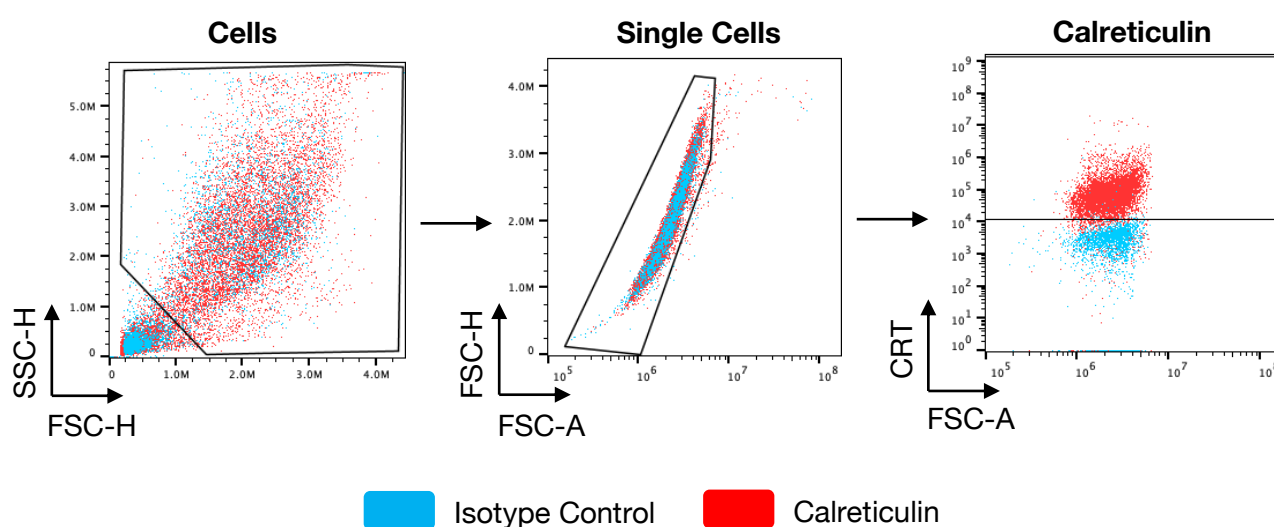 Cells
Single Cells
Calreticulin
5.0M
4.0M
3.0M
2.0M
1.0M
0
0
1.0M
2.0M
3.0M
4.0M
SSC-H
FSC-H
4.0M
3.0M
2.0M
1.0M
0
10^5
10^6
10^7
10^8
FSC-H
FSC-A
10^9
10^8
10^7
10^6
10^5
10^4
10^3
10^2
10^1
10^0
10^5
10^6
10^7
10^
CRT
FSC-A
Isotype Control
Calreticulin